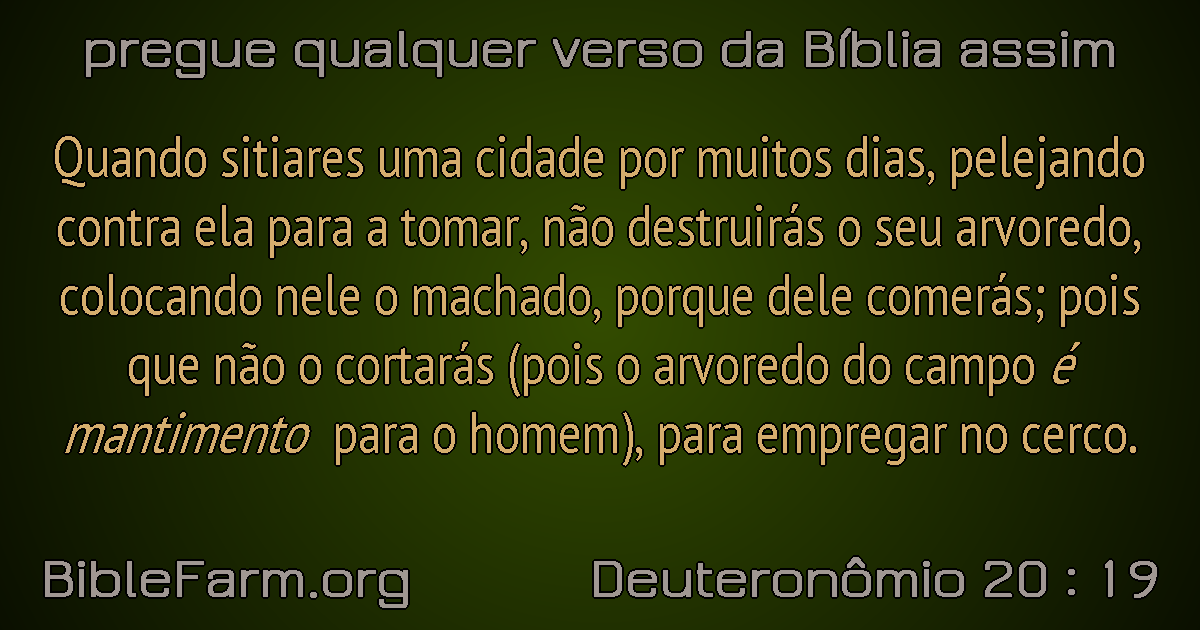 pregue qualquer verso da Bíblia assim
Quando sitiares uma cidade por muitos dias, pelejando
contra ela para a tomar, não destruirás o seu arvoredo,
colocando nele o machado, porque dele comerás; pois
que não o cortarás (pois o arvoredo do campo é
mantimento para o homem), para empregar no cerco.
BibleFarm.org
Deuteronômio 20 : 19